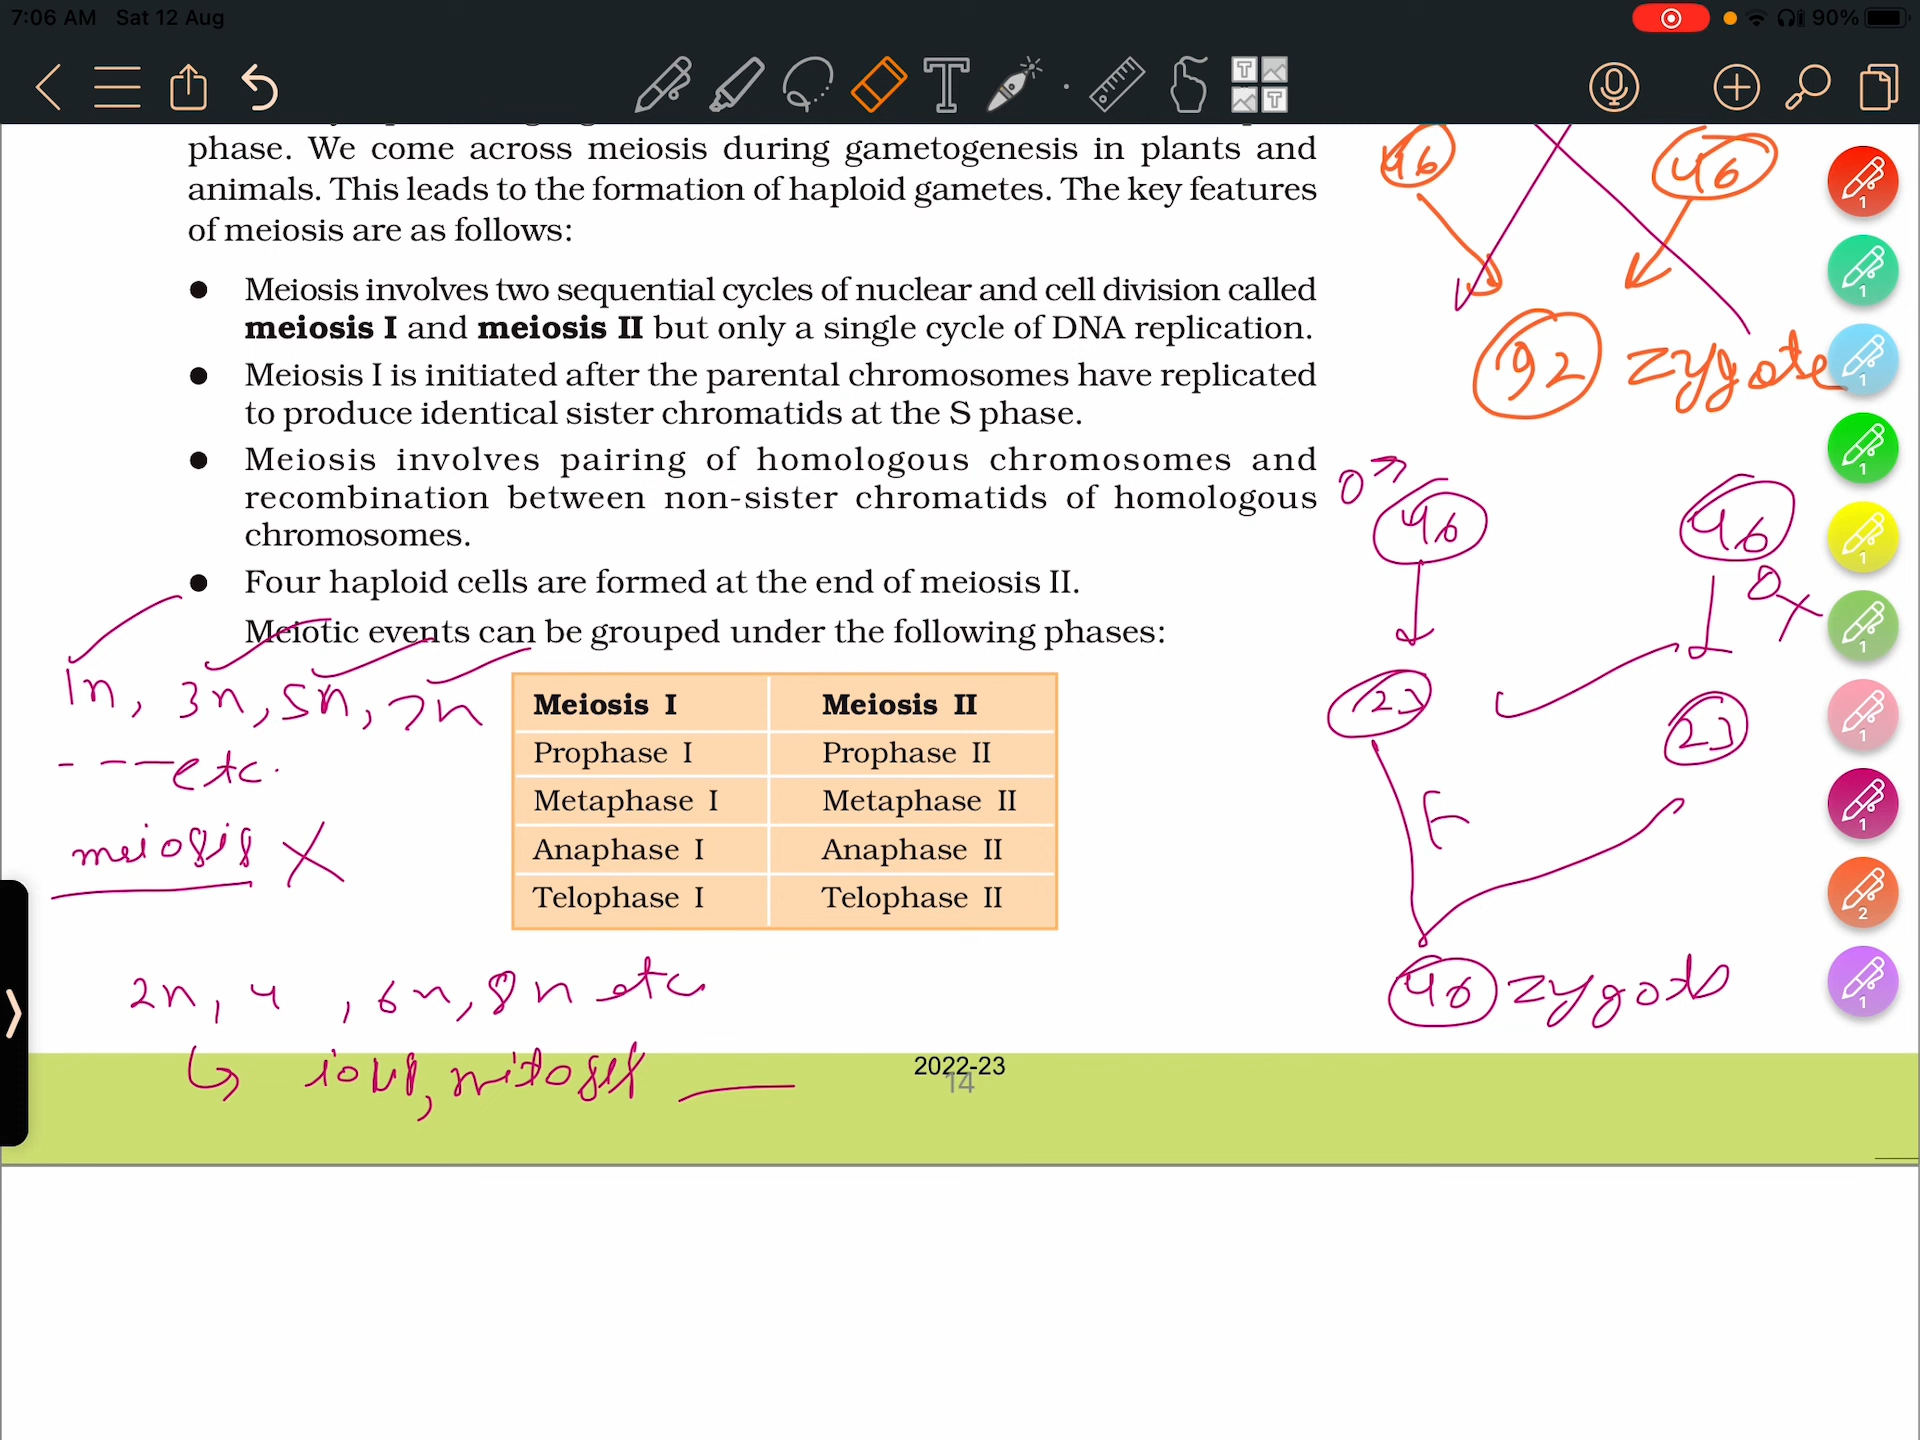 7:06 AM Sat 12 Aug
90%
phase. We come across meiosis during gametogenesis in plants and
animals. This leads to the formation of haploid gametes. The key features
of meiosis are as follows:
● Meiosis involves two sequential cycles of nuclear and cell division called
meiosis I and meiosis II but only a single cycle of DNA replication.
● Meiosis I is initiated after the parental chromosomes have replicated
to produce identical sister chromatids at the S phase.
● Meiosis involves pairing of homologous chromosomes and
recombination between non-sister chromatids of homologous
chromosomes.
● Four haploid cells are formed at the end of meiosis II.
Meiotic events can be grouped under the following phases:
Meiosis I Meiosis II
Prophase I Prophase II
Metaphase I Metaphase II
Anaphase I Anaphase II
Telophase I Telophase II
1n, 3n, 5n, 7n
- - - - etc.
meiosis X
2n, 4 , 6n, 8n etc
mitosis
46 46
92 zygote
46 46
23 23
F
46 zygote
2022-23
14